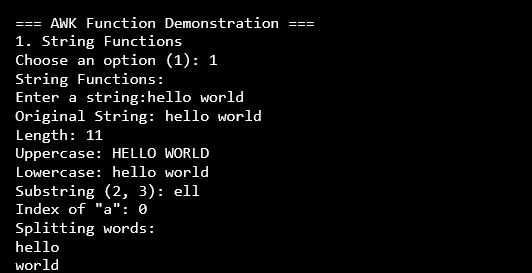 === AWK Function Demonstration ===
1. String Functions
Choose an option (1): 1
String Functions:
Enter a string:hello world
Original String: hello world
Length: 11
Uppercase: HELLO WORLD
Lowercase: hello world
Substring (2, 3): ell
Index of "a": 0
Splitting words:
hello
world